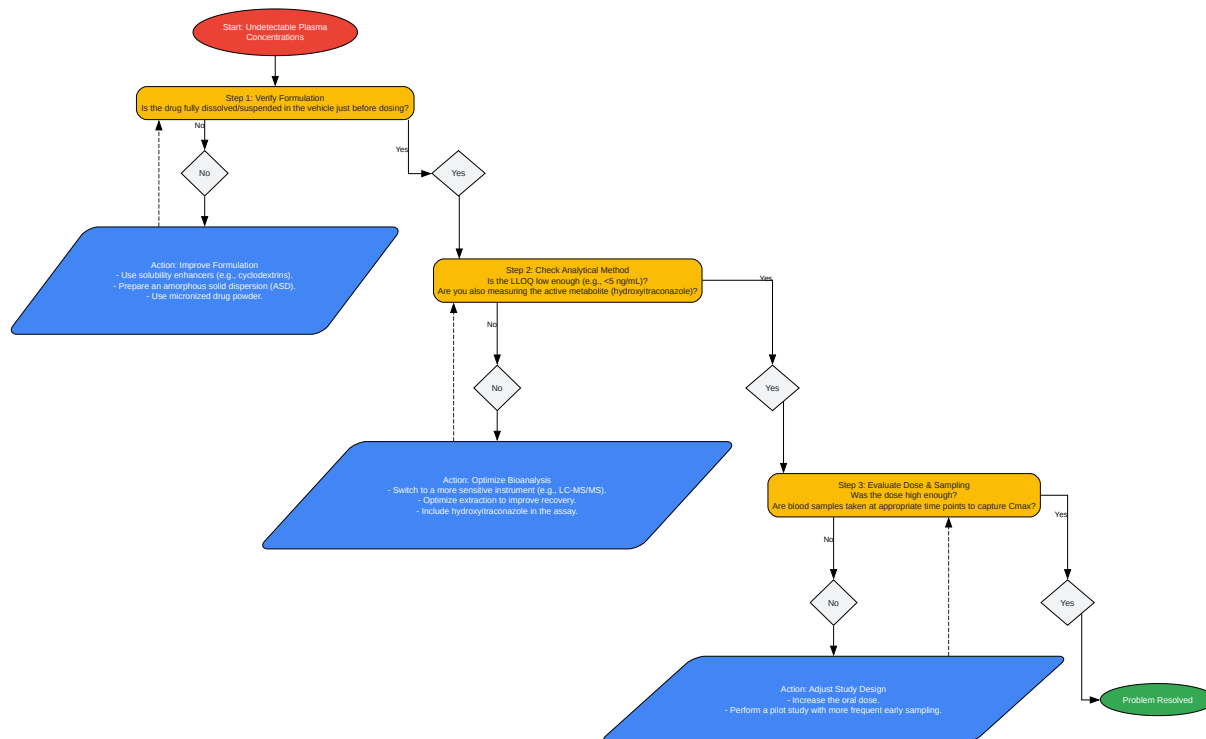 Start: Undetectable Plasma
Concentrations
Step 1: Verify Formulation
Is the drug fully dissolved/suspended in the vehicle just before dosing?
No
Yes
No
Yes
Action: Improve Formulation
- Use solubility enhancers (e.g., cyclodextrins).
- Prepare an amorphous solid dispersion (ASD).
- Use micronized drug powder.
Step 2: Check Analytical Method
Is the LLOQ low enough (e.g., <5 ng/mL)?
Are you also measuring the active metabolite (hydroxyitraconazole)?
Yes
No
No
Yes
Action: Optimize Bioanalysis
- Switch to a more sensitive instrument (e.g., LC-MS/MS).
- Optimize extraction to improve recovery.
- Include hydroxyitraconazole in the assay.
Step 3: Evaluate Dose & Sampling
Was the dose high enough?
Are blood samples taken at appropriate time points to capture Cmax?
Yes
No
No
Yes
Action: Adjust Study Design
- Increase the oral dose.
- Perform a pilot study with more frequent early sampling.
Problem Resolved